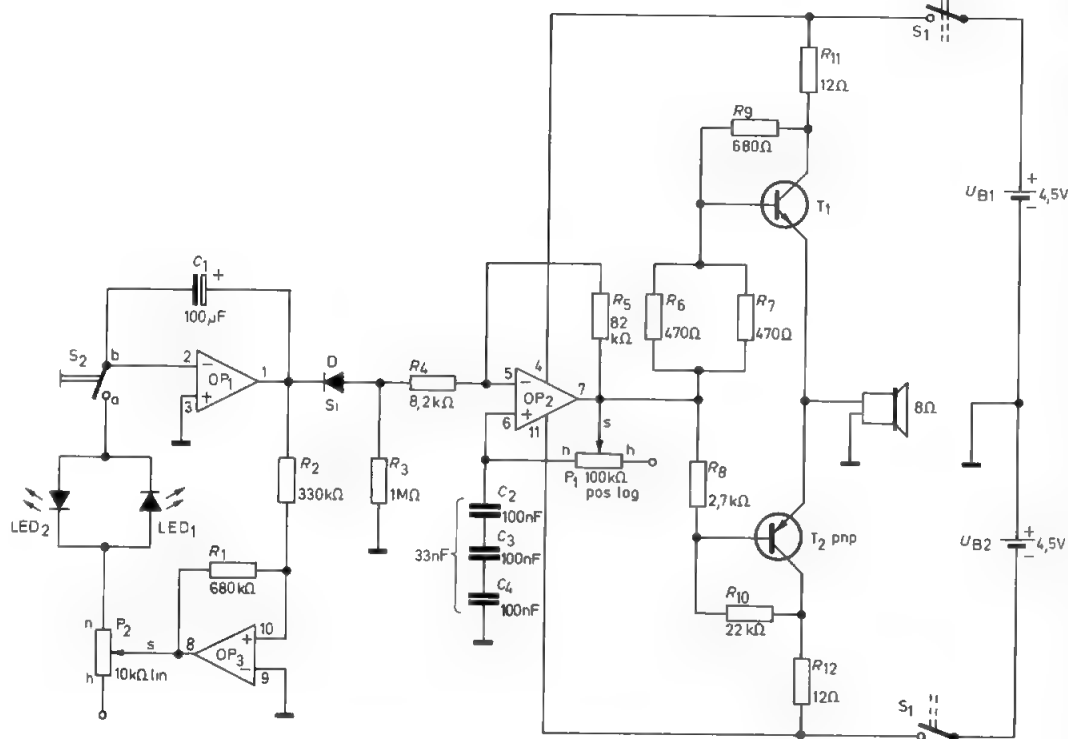 S1
R11
12Ω
R9
680Ω
T1
UB1
+
4,5V
−
C1
+
100µF
S2
b
a
2
−
OP1
1
3
+
D
Si
R4
8,2kΩ
R5
82
kΩ
R6
470Ω
R7
470Ω
4
5
−
OP2
7
6
+
11
s
n
h
P1
100kΩ
pos log
8Ω
R2
330kΩ
R3
1MΩ
LED2
LED1
C2
100nF
33nF
C3
100nF
C4
100nF
R8
2,7kΩ
T2 pnp
UB2
+
4,5V
−
R1
680kΩ
R10
22kΩ
n
P2
s
8
OP3
10
+
−
9
10kΩ lin
h
R12
12Ω
S1